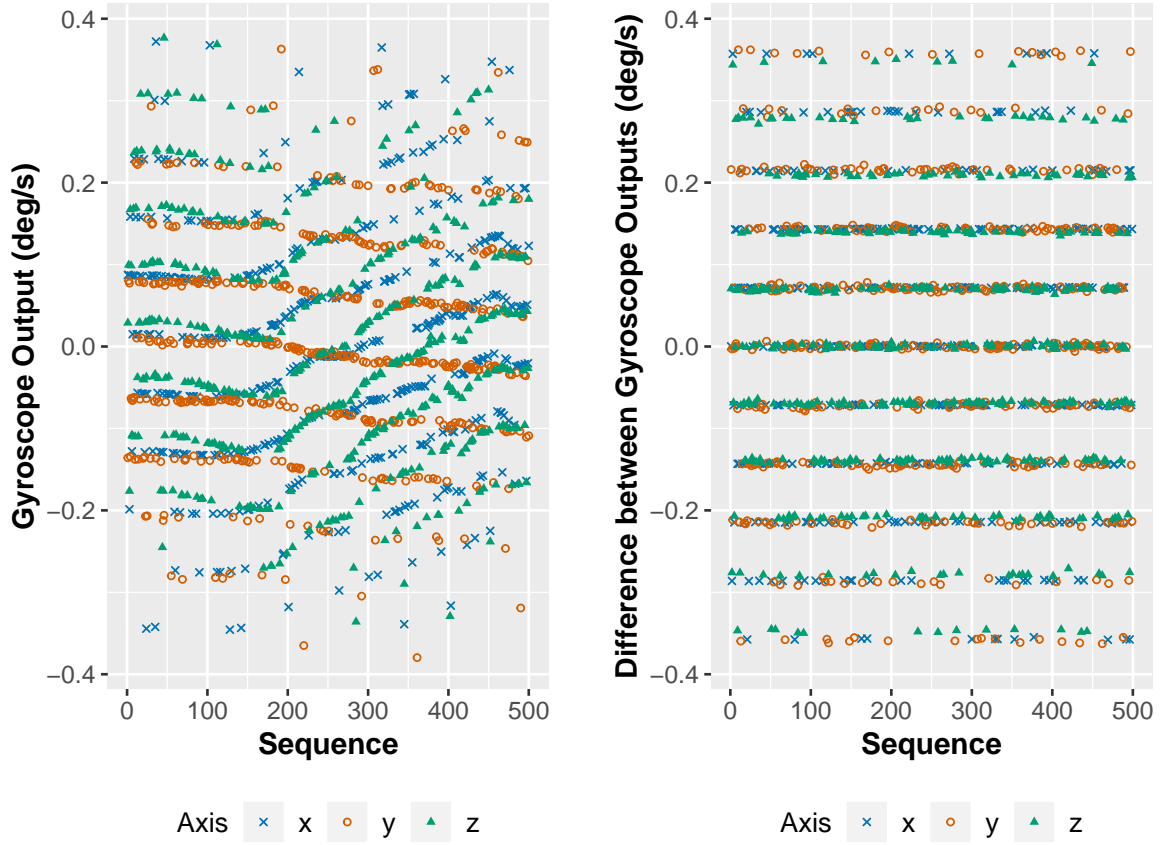 Gyroscope Output (deg/s)
0.4
0.2
0.0
−0.2
−0.4
0 100 200 300 400 500
Sequence
Axis x y z
Difference between Gyroscope Outputs (deg/s)
0.4
0.2
0.0
−0.2
−0.4
0 100 200 300 400 500
Sequence
Axis x y z